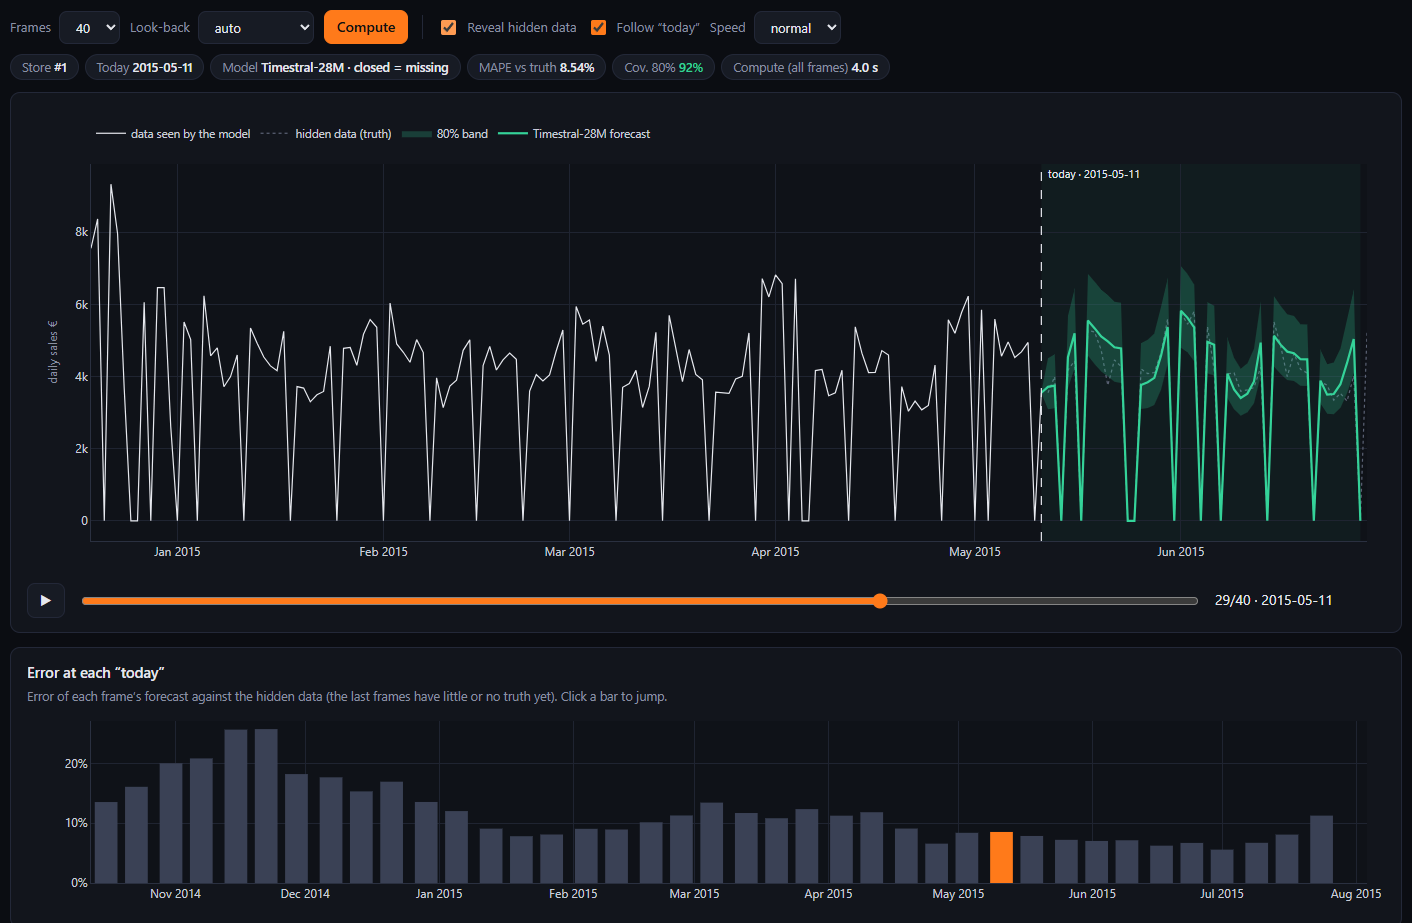 Frames 40 Look-back auto Compute Reveal hidden data Follow “today” Speed normal
Store #1 Today 2015-05-11 Model Timestral-28M · closed = missing MAPE vs truth 8.54% Cov. 80% 92% Compute (all frames) 4.0 s
data seen by the model hidden data (truth) 80% band Timestral-28M forecast
today · 2015-05-11
8k
6k
daily sales €
4k
2k
0
Jan 2015 Feb 2015 Mar 2015 Apr 2015 May 2015 Jun 2015
29/40 · 2015-05-11
Error at each “today”
Error of each frame's forecast against the hidden data (the last frames have little or no truth yet). Click a bar to jump.
20%
10%
0%
Nov 2014 Dec 2014 Jan 2015 Feb 2015 Mar 2015 Apr 2015 May 2015 Jun 2015 Jul 2015 Aug 2015